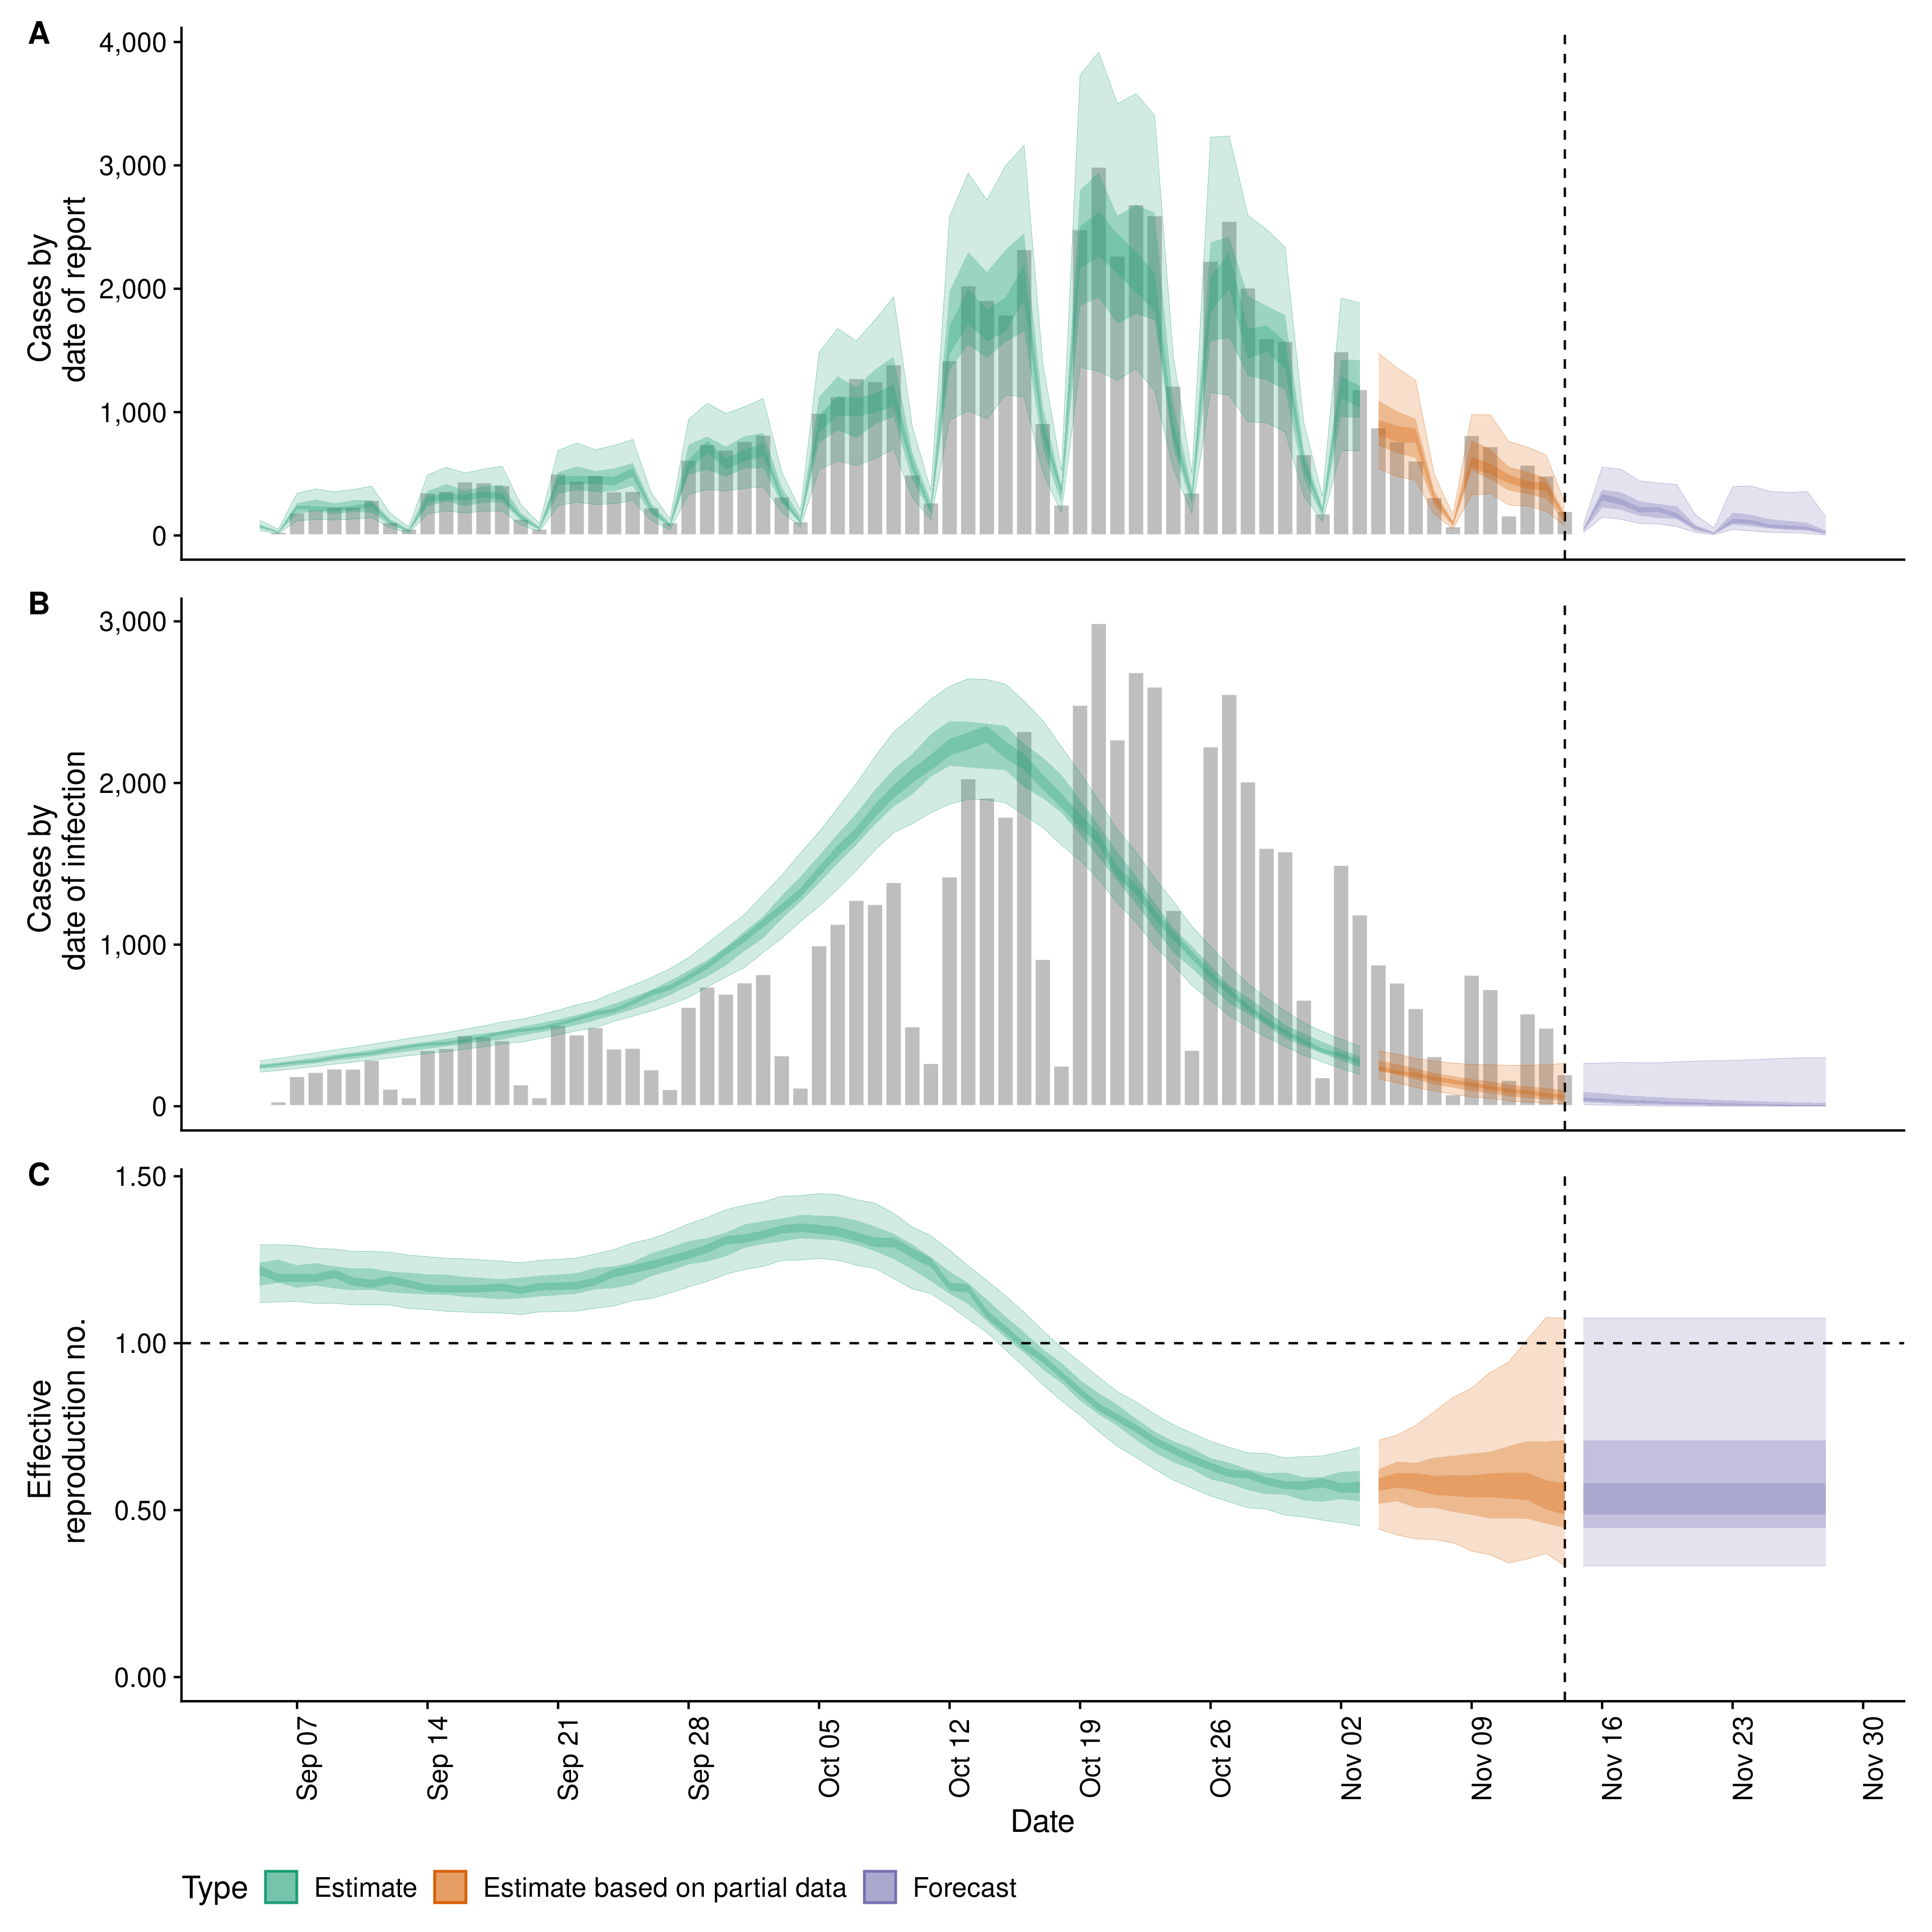 A
Cases by
date of report
4,000
3,000
2,000
1,000
0
B
Cases by
date of infection
3,000
2,000
1,000
0
C
Effective
reproduction no.
1.50
1.00
0.50
0.00
Sep 07
Sep 14
Sep 21
Sep 28
Oct 05
Oct 12
Oct 19
Oct 26
Nov 02
Nov 09
Nov 16
Nov 23
Nov 30
Date
Type
Estimate
Estimate based on partial data
Forecast